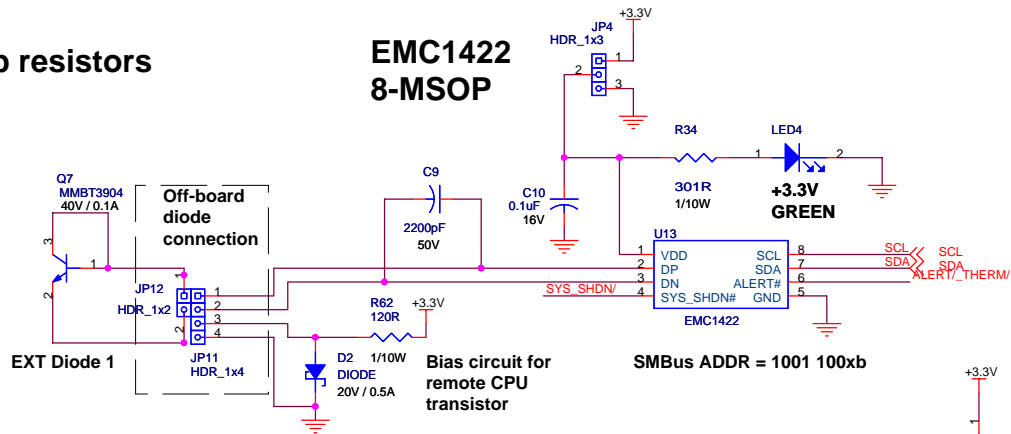 p resistors
EMC1422
8-MSOP
+3.3V
JP4
HDR_1x3
1
2
3
R34
301R
1/10W
LED4
1
2
+3.3V
GREEN
C9
2200pF
50V
C10
0.1uF
16V
Q7
MMBT3904
40V / 0.1A
3
1
2
Off-board
diode
connection
1
JP12
HDR_1x2
2
1
2
3
4
JP11
HDR_1x4
EXT Diode 1
R62
120R
1/10W
+3.3V
D2
DIODE
20V / 0.5A
Bias circuit for
remote CPU
transistor
U13
1 VDD SCL 8
2 DP SDA 7
3 DN ALERT# 6
4 SYS_SHDN# GND 5
EMC1422
SYS_SHDN/
SCL SCL
SDA SDA
ALERT/_THERM/
SMBus ADDR = 1001 100xb
+3.3V
1